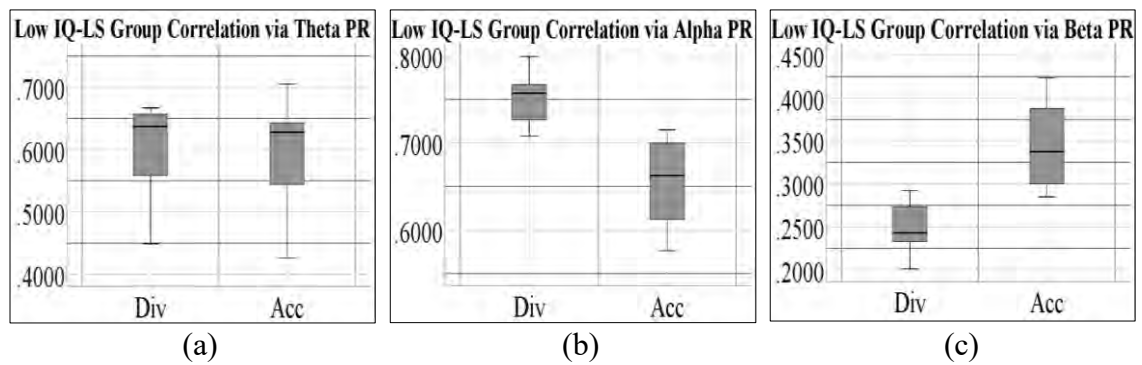 Low IQ-LS Group Correlation via Theta PR
.7000
.6000
.5000
.4000
Div Acc
(a)
Low IQ-LS Group Correlation via Alpha PR
.8000
.7000
.6000
Div Acc
(b)
Low IQ-LS Group Correlation via Beta PR
.4500
.4000
.3500
.3000
.2500
.2000
Div Acc
(c)